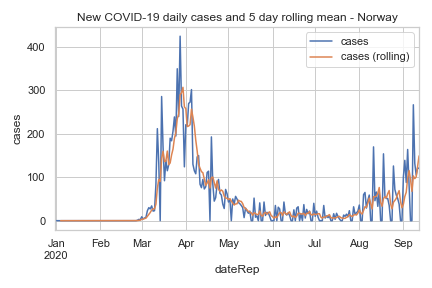 New COVID-19 daily cases and 5 day rolling mean - Norway
cases
cases (rolling)
400
300
200
100
0
cases
Jan
2020
Feb
Mar
Apr
May
Jun
Jul
Aug
Sep
dateRep